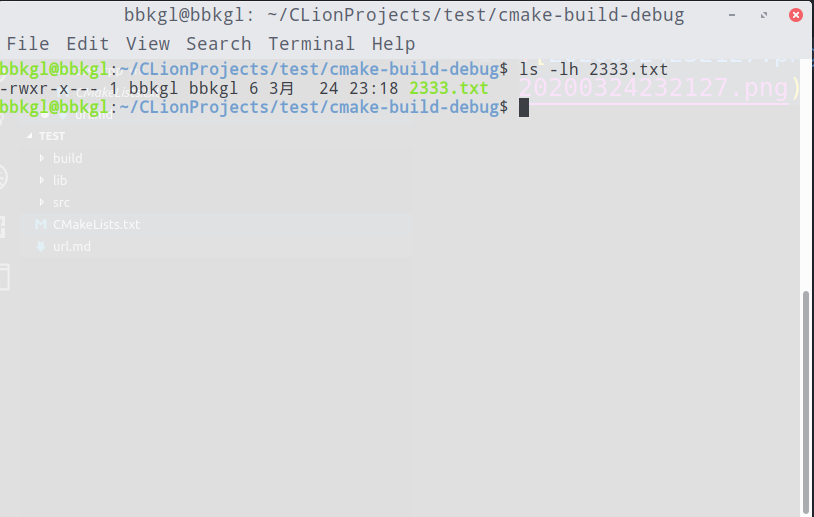 bbkgl@bbkgl: ~/CLionProjects/test/cmake-build-debug
File Edit View Search Terminal Help
bbkgl@bbkgl:~/CLionProjects/test/cmake-build-debug$ ls -lh 2333.txt
-rwxr-x--- 1 bbkgl bbkgl 6 3月 24 23:18 2333.txt
20200324232127.png)
bbkgl@bbkgl:~/CLionProjects/test/cmake-build-debug$
TEST
build
lib
src
CMakeLists.txt
url.md